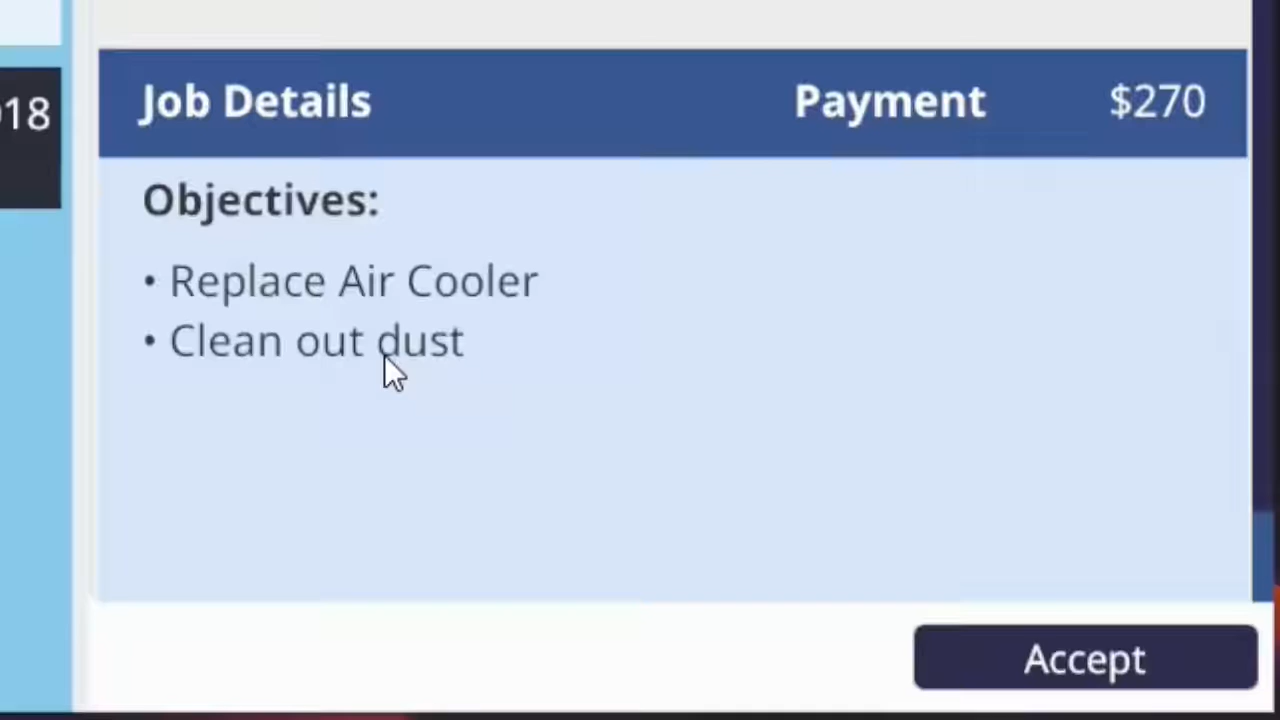 Job Details Payment $270
Objectives:
• Replace Air Cooler
• Clean out dust
Accept